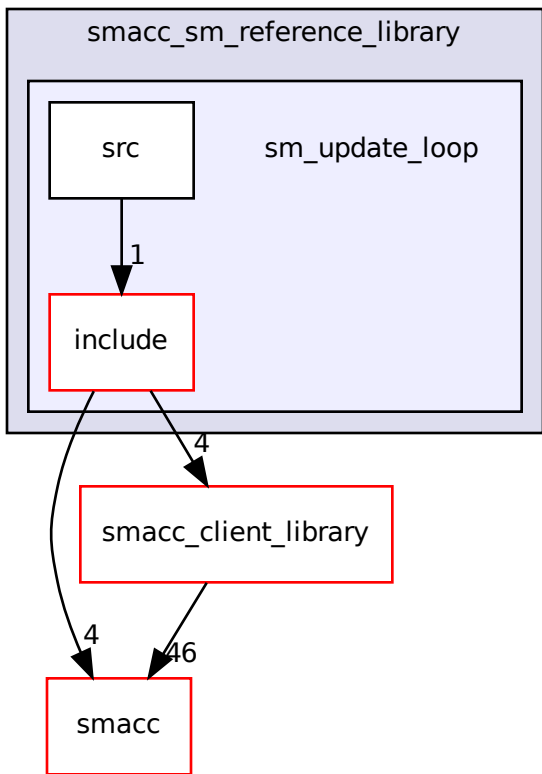 smacc_sm_reference_library
src
sm_update_loop
1
include
4
smacc_client_library
4
46
smacc